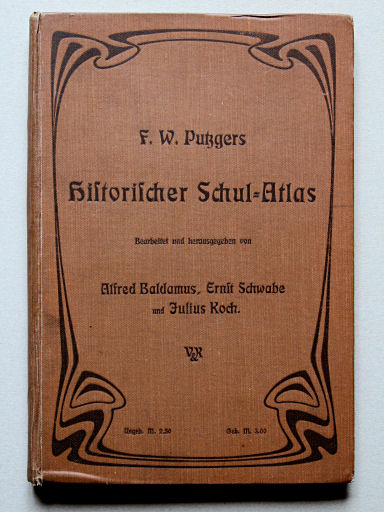 F. W. Putzgers
Historischer Schul-Atlas
Bearbeitet und herausgegeben von
Alfred Baldamus, Ernst Schwabe
und Julius Koch.
V&K
Ungeb. M. 2,50 Geb. M. 3.00